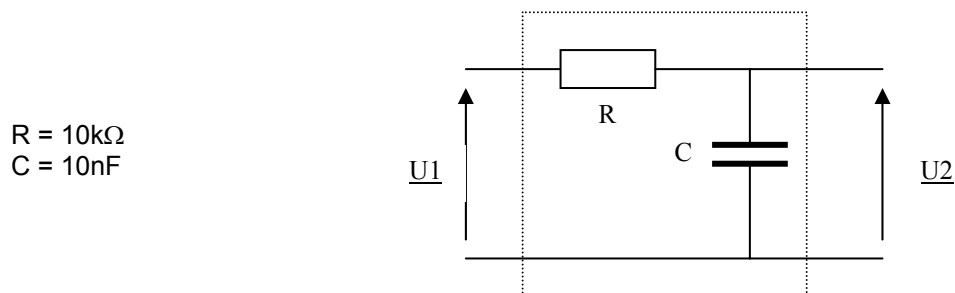 R = 10kΩ
C = 10nF
U1
R
C
U2